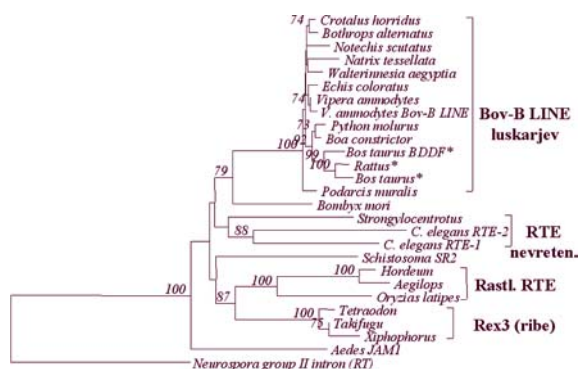 74
Crotalus horridus
Bothrops alternatus
Notechis scutatus
Natrix tessellata
Walterinnesia aegyptia
Echis coloratus
74
Vipera ammodytes
V. ammodytes Bov-B LINE
73
Python molurus
92
Boa constrictor
100
99
Bos taurus BDDF*
100
Rattus*
Bos taurus*
Podarcis muralis
Bov-B LINE
luskarjev
79
Bombyx mori
Strongylocentrotus
88
C. elegans RTE-2
C. elegans RTE-1
RTE
nevreten.
Schistosoma SR2
100
Hordeum
100
Aegilops
Oryzias latipes
Rastl. RTE
100
87
100
Tetraodon
75
Takifugu
Xiphophorus
Rex3 (ribe)
Aedes JAM1
Neurospora group II intron (RT)